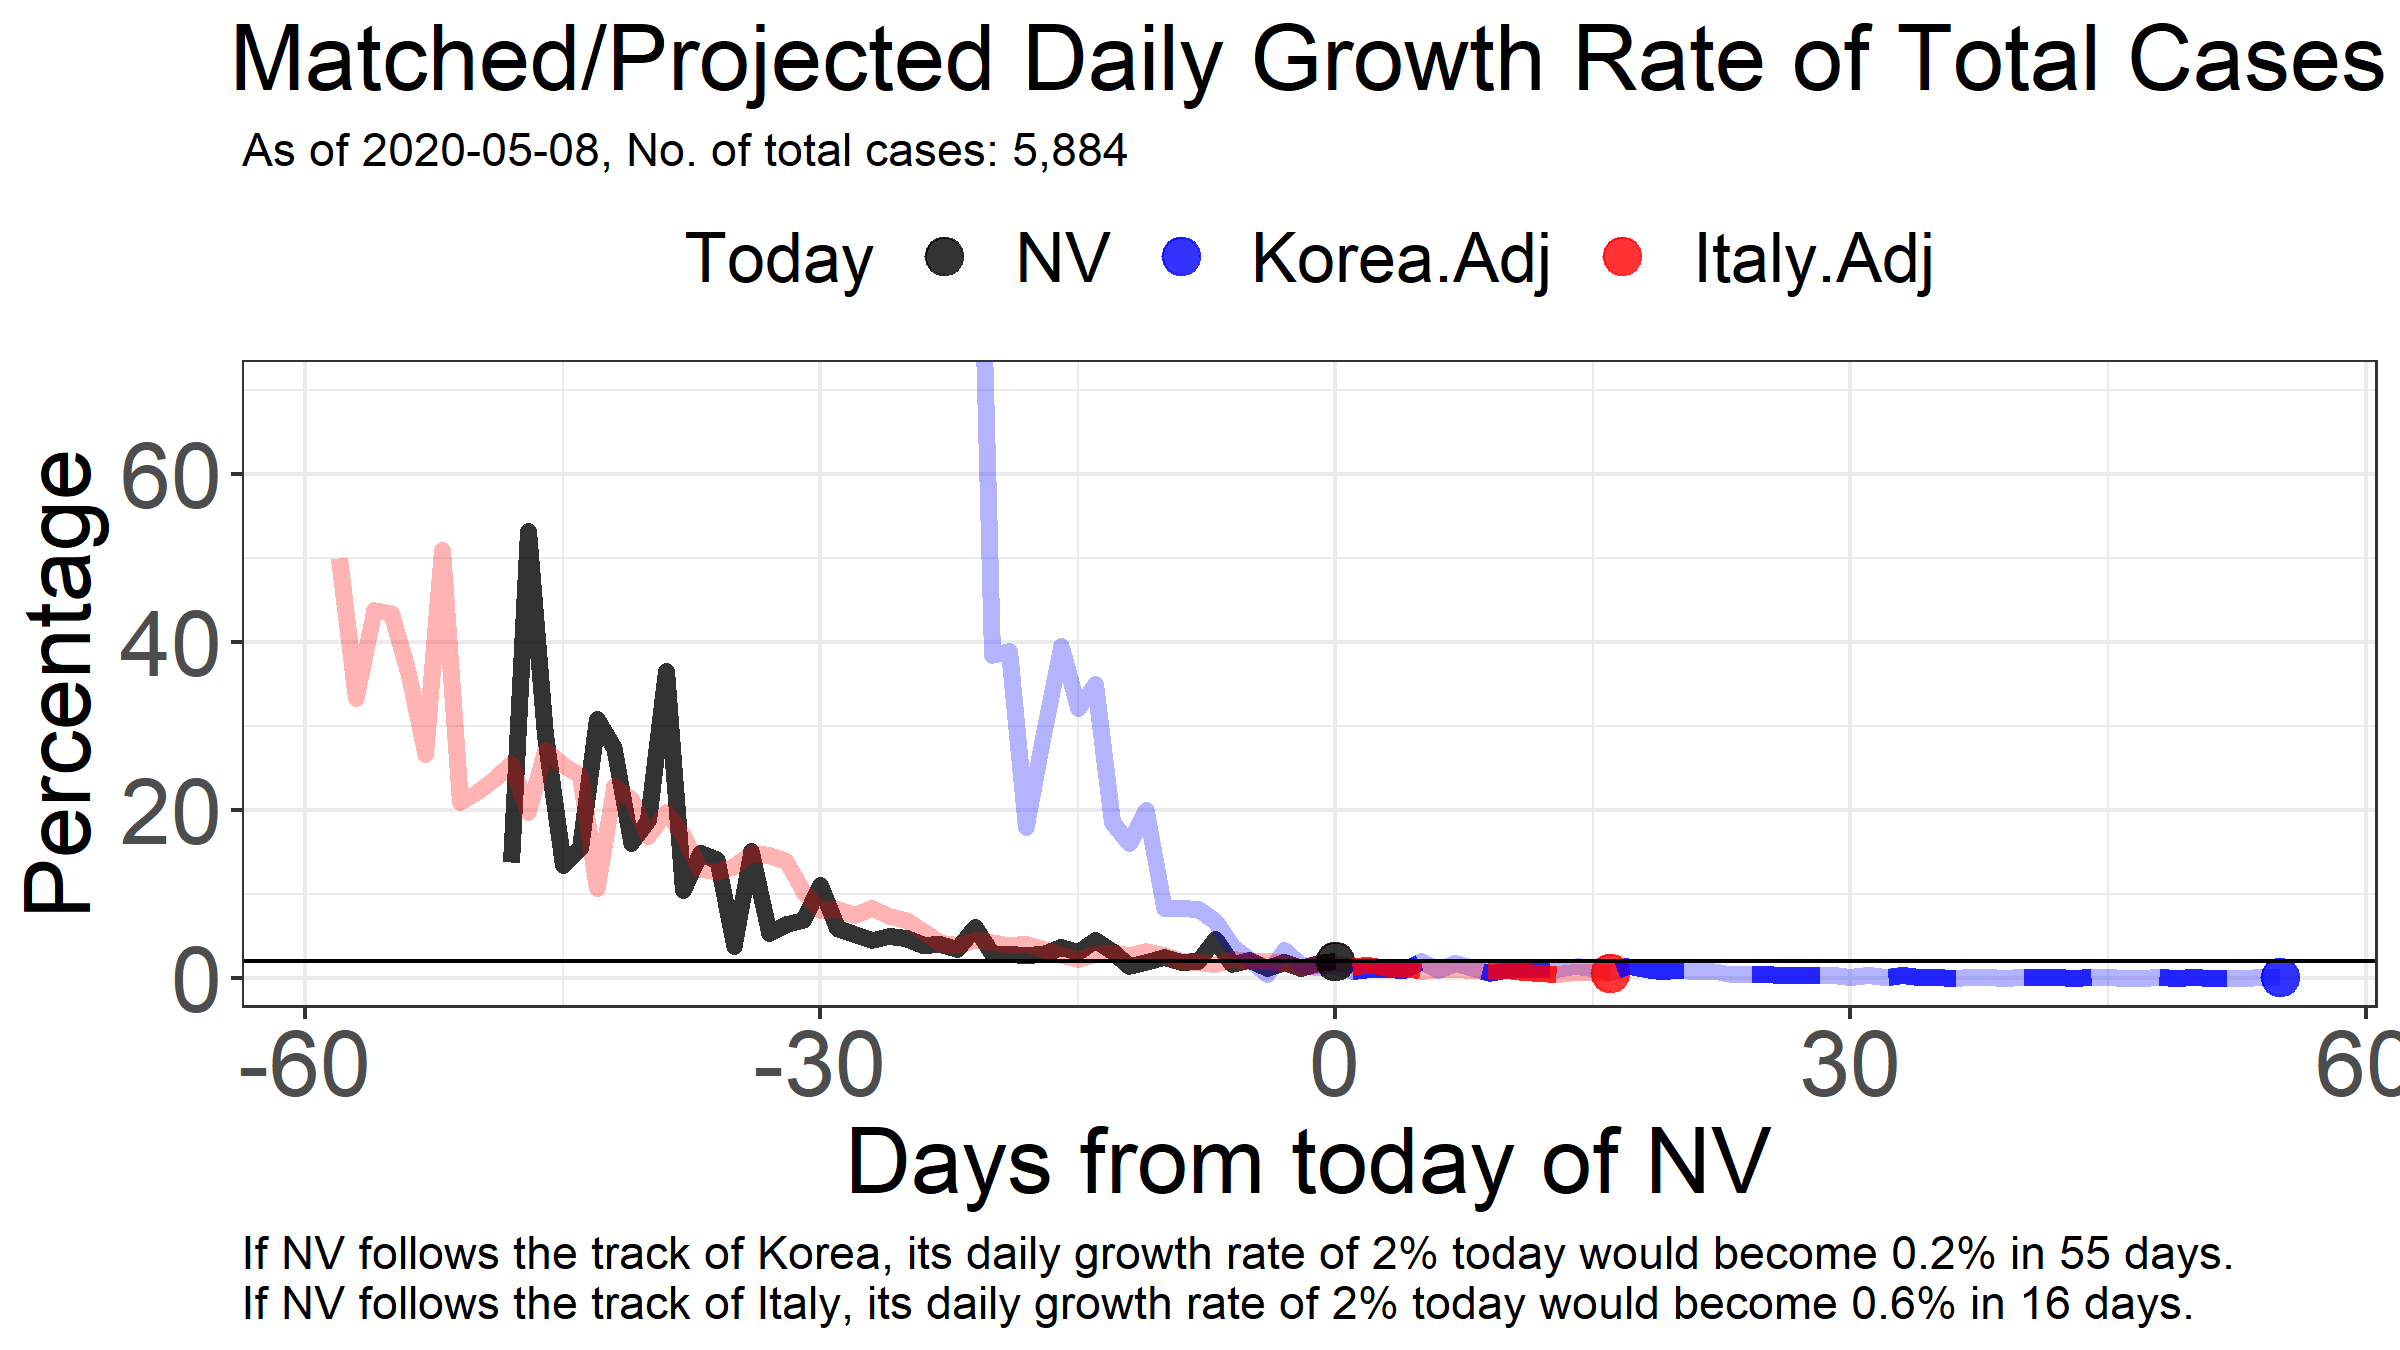 Matched/Projected Daily Growth Rate of Total Cases
As of 2020-05-08, No. of total cases: 5,884
Today NV Korea.Adj Italy.Adj
Percentage
60
40
20
0
-60 -30 0 30 60
Days from today of NV
If NV follows the track of Korea, its daily growth rate of 2% today would become 0.2% in 55 days.
If NV follows the track of Italy, its daily growth rate of 2% today would become 0.6% in 16 days.